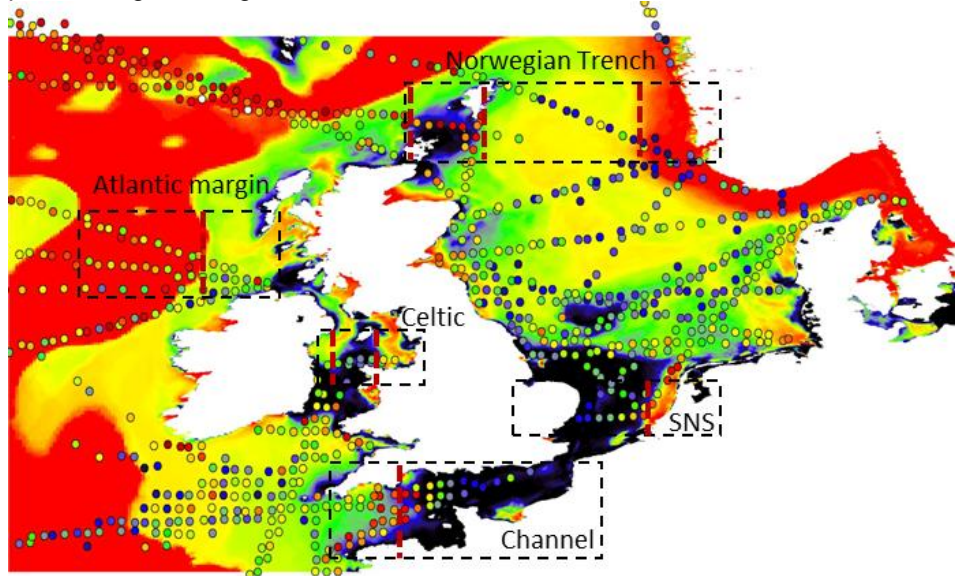 Norwegian Trench
Atlantic margin
Celtic
SNS
Channel